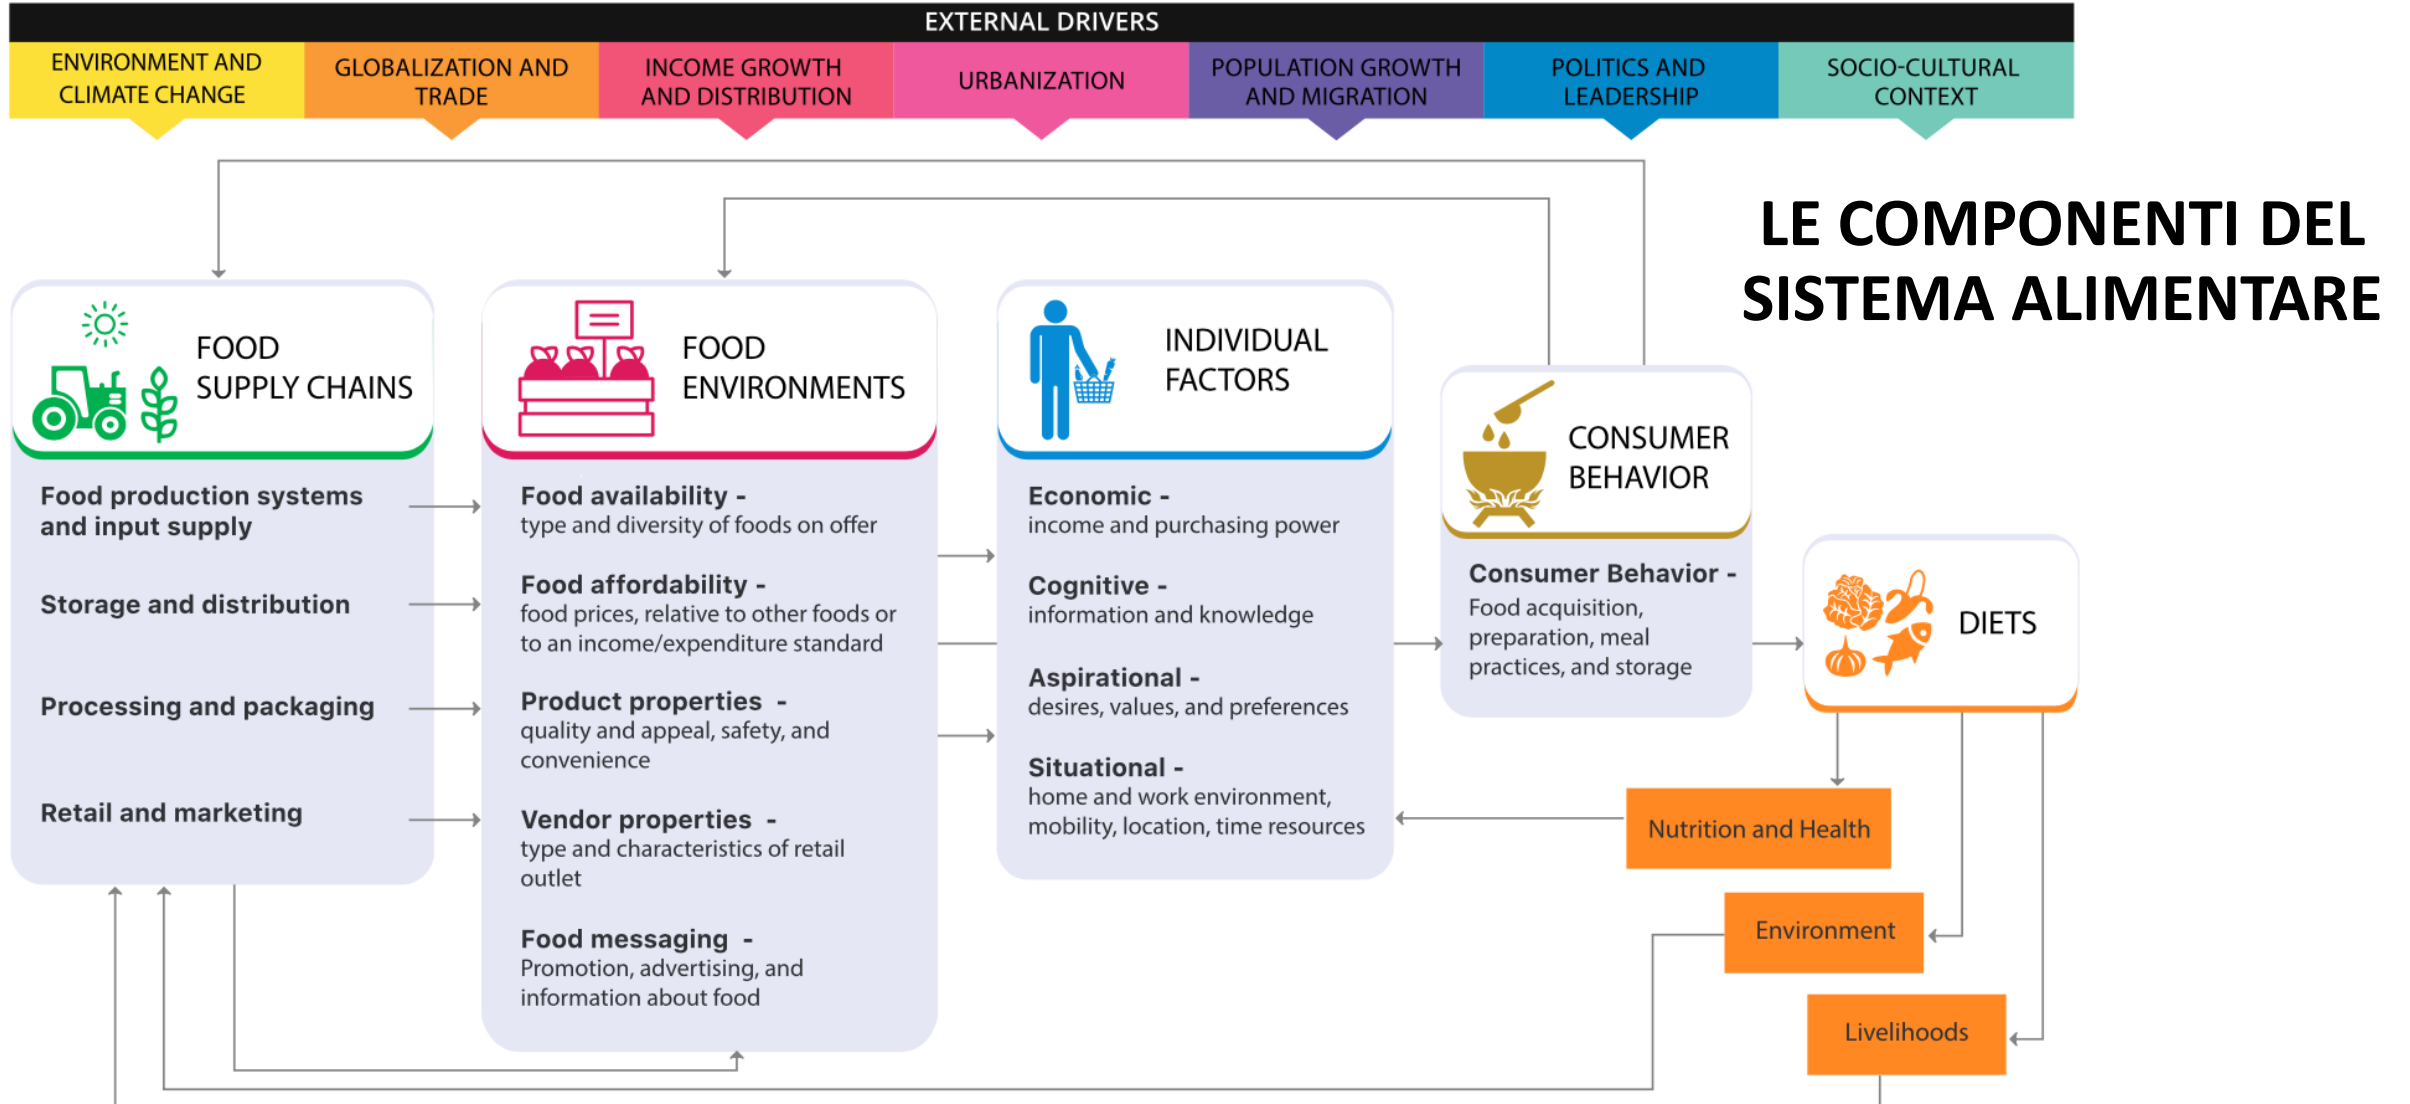 EXTERNAL DRIVERS
ENVIRONMENT AND
CLIMATE CHANGE
GLOBALIZATION AND
TRADE
INCOME GROWTH
AND DISTRIBUTION
URBANIZATION
POPULATION GROWTH
AND MIGRATION
POLITICS AND
LEADERSHIP
SOCIO-CULTURAL
CONTEXT
LE COMPONENTI DEL
SISTEMA ALIMENTARE
FOOD
SUPPLY CHAINS
Food production systems
and input supply
Storage and distribution
Processing and packaging
Retail and marketing
FOOD
ENVIRONMENTS
Food availability -
type and diversity of foods on offer
Food affordability -
food prices, relative to other foods or
to an income/expenditure standard
Product properties -
quality and appeal, safety, and
convenience
Vendor properties -
type and characteristics of retail
outlet
Food messaging -
Promotion, advertising, and
information about food
INDIVIDUAL
FACTORS
Economic -
income and purchasing power
Cognitive -
information and knowledge
Aspirational -
desires, values, and preferences
Situational -
home and work environment,
mobility, location, time resources
CONSUMER
BEHAVIOR
Consumer Behavior -
Food acquisition,
preparation, meal
practices, and storage
DIETS
Nutrition and Health
Environment
Livelihoods